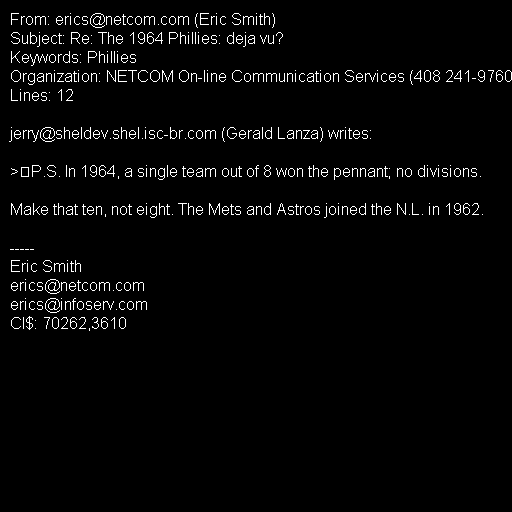 From: erics@netcom.com (Eric Smith)
Subject: Re: The 1964 Phillies: deja vu?
Keywords: Phillies
Organization: NETCOM On-line Communication Services (408 241-9760
Lines: 12
jerry@sheldev.shel.isc-br.com (Gerald Lanza) writes:
>▯P.S. In 1964, a single team out of 8 won the pennant; no divisions.
Make that ten, not eight. The Mets and Astros joined the N.L. in 1962.
-----
Eric Smith
erics@netcom.com
erics@infoserv.com
CI$: 70262,3610